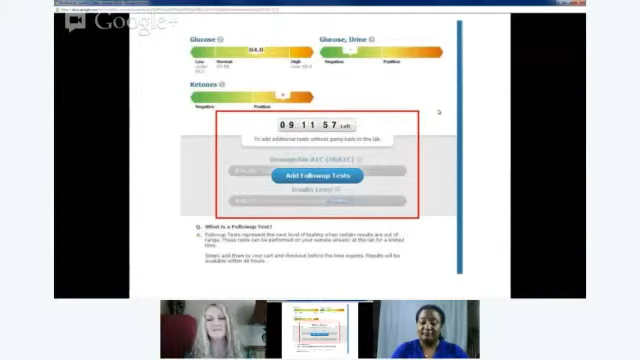 Google+
Glucose
Glucose, Urine
84.0
Low
Normal
High
Negative
Positive
Ketones
Negative
Positive
09 11 57 Left
To add additional tests without going back to the lab.
Hemoglobin A1C (HbA1C)
Add Followup Tests
Insulin Level
Q. What is a Followup Test?
A. Followup Tests represent the next level of testing when certain results are out of
range. These tests can be performed on your sample already at this lab for a limited
time.
Simply add them to your cart and checkout before the time expires. Results will be
available within 48 hours.